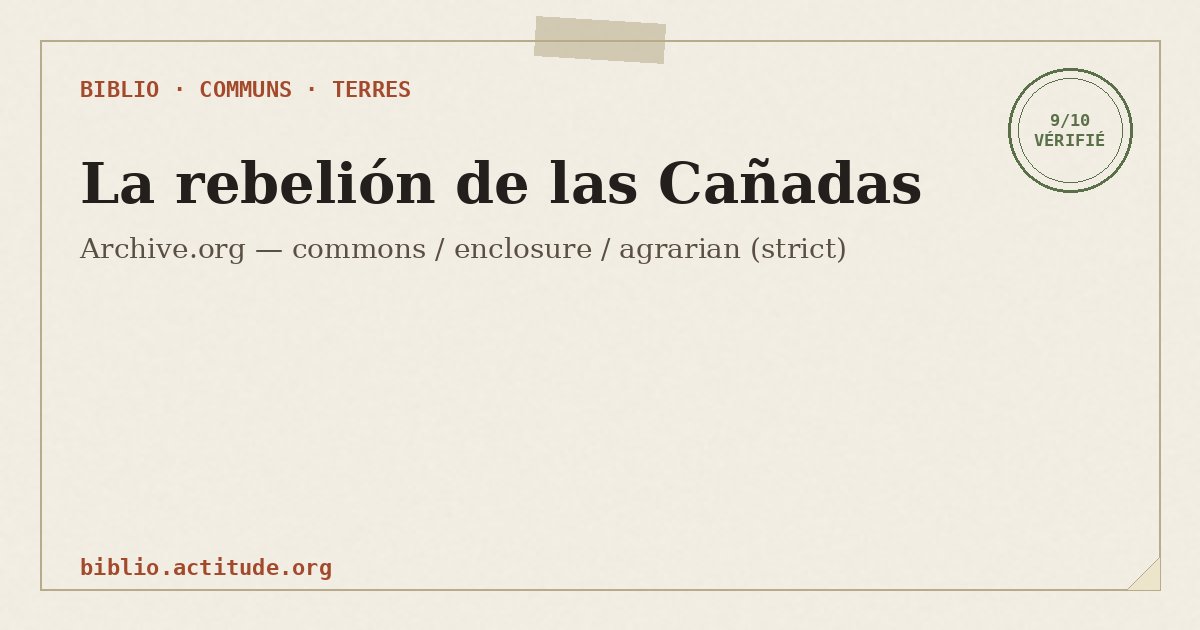 BIBLIO · COMMUNS · TERRES
9/10
VÉRIFIÉ
La rebelión de las Cañadas
Archive.org — commons / enclosure / agrarian (strict)
biblio.actitude.org